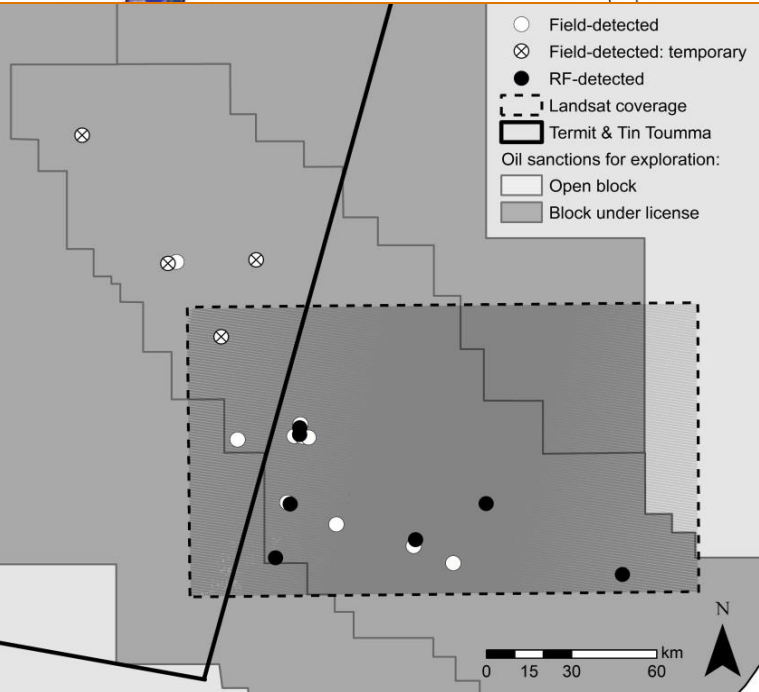 Field-detected
Field-detected: temporary
RF-detected
Landsat coverage
Termit & Tin Toumma
Oil sanctions for exploration:
Open block
Block under license
N
km
0 15 30 60